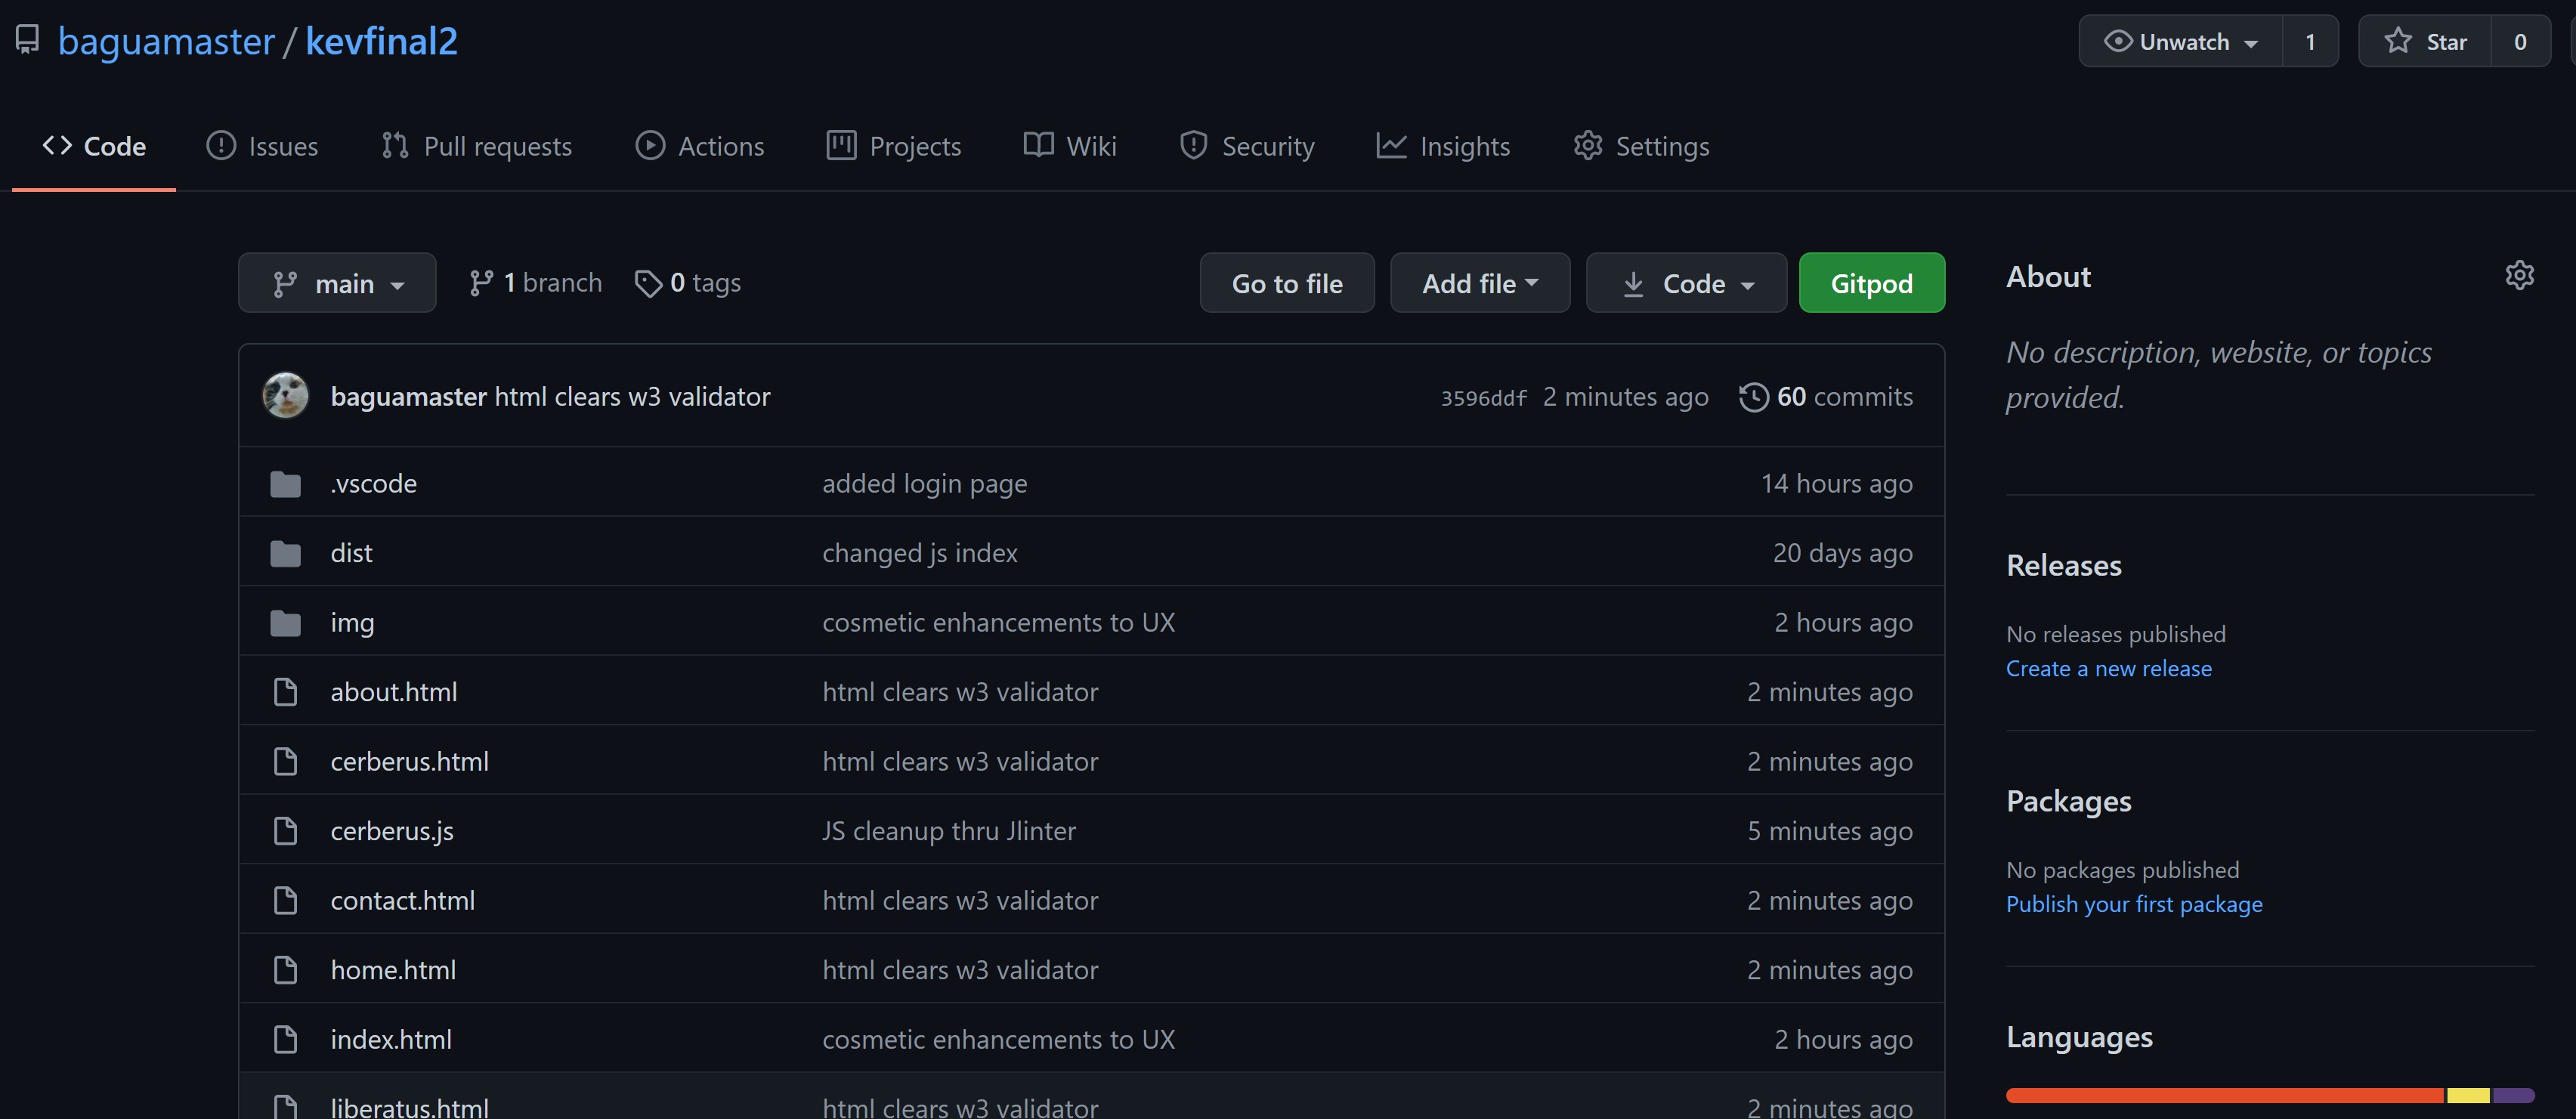 baguamaster / kevfinal2
Unwatch 1
Star 0
Code Issues Pull requests Actions Projects Wiki Security Insights Settings
main 1 branch 0 tags Go to file Add file Code Gitpod
baguamaster html clears w3 validator 3596ddf 2 minutes ago 60 commits
.vscode added login page 14 hours ago
dist changed js index 20 days ago
img cosmetic enhancements to UX 2 hours ago
about.html html clears w3 validator 2 minutes ago
cerberus.html html clears w3 validator 2 minutes ago
cerberus.js JS cleanup thru Jlinter 5 minutes ago
contact.html html clears w3 validator 2 minutes ago
home.html html clears w3 validator 2 minutes ago
index.html cosmetic enhancements to UX 2 hours ago
liberatus.html html clears w3 validator 2 minutes ago
About
No description, website, or topics
provided.
Releases
No releases published
Create a new release
Packages
No packages published
Publish your first package
Languages